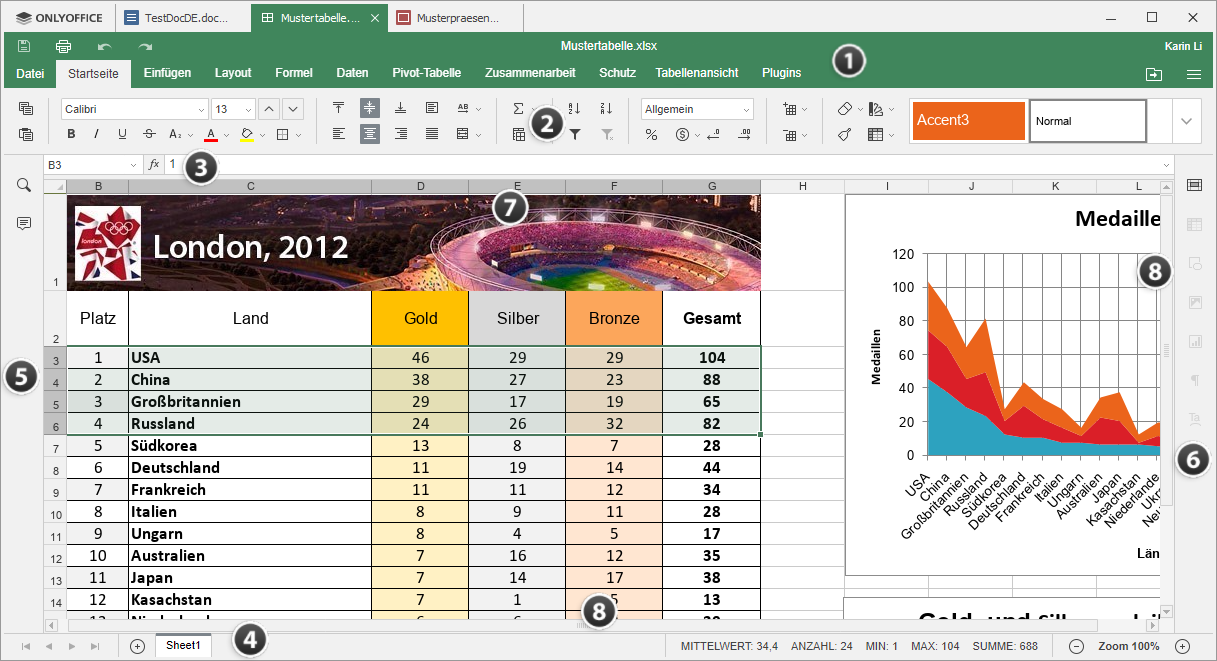 ONLYOFFICE TestDocDE.doc... Mustertabelle.... Musterpraesen...
Mustertabelle.xlsx Karin Li
Datei Startseite Einfügen Layout Formel Daten Pivot-Tabelle Zusammenarbeit Schutz Tabellenansicht Plugins 1
Calibri 13 Allgemein Accent3 Normal
2
B3 fx 1 3
B C D E F G H I J K L
London, 2012 7
Medaille
1
2 Platz Land Gold Silber Bronze Gesamt
3 1 USA 46 29 29 104
4 2 China 38 27 23 88
5 3 Großbritannien 29 17 19 65
6 4 Russland 24 26 32 82
7 5 Südkorea 13 8 7 28
8 6 Deutschland 11 19 14 44
9 7 Frankreich 11 11 12 34
10 8 Italien 8 9 11 28
11 9 Ungarn 8 4 5 17
12 10 Australien 7 16 12 35
13 11 Japan 7 14 17 38
14 12 Kasachstan 7 1 5 13
120
100
80
60
40
20
0
Medaillen
USA
China
Großbritannien
Russland
Südkorea
Deutschland
Frankreich
Italien
Ungarn
Australien
Japan
Kasachstan
Niederlande
Ukr
Neu
Län
8
5
6
8
Sheet1 4 MITTELWERT: 34,4 ANZAHL: 24 MIN: 1 MAX: 104 SUMME: 688 Zoom 100%